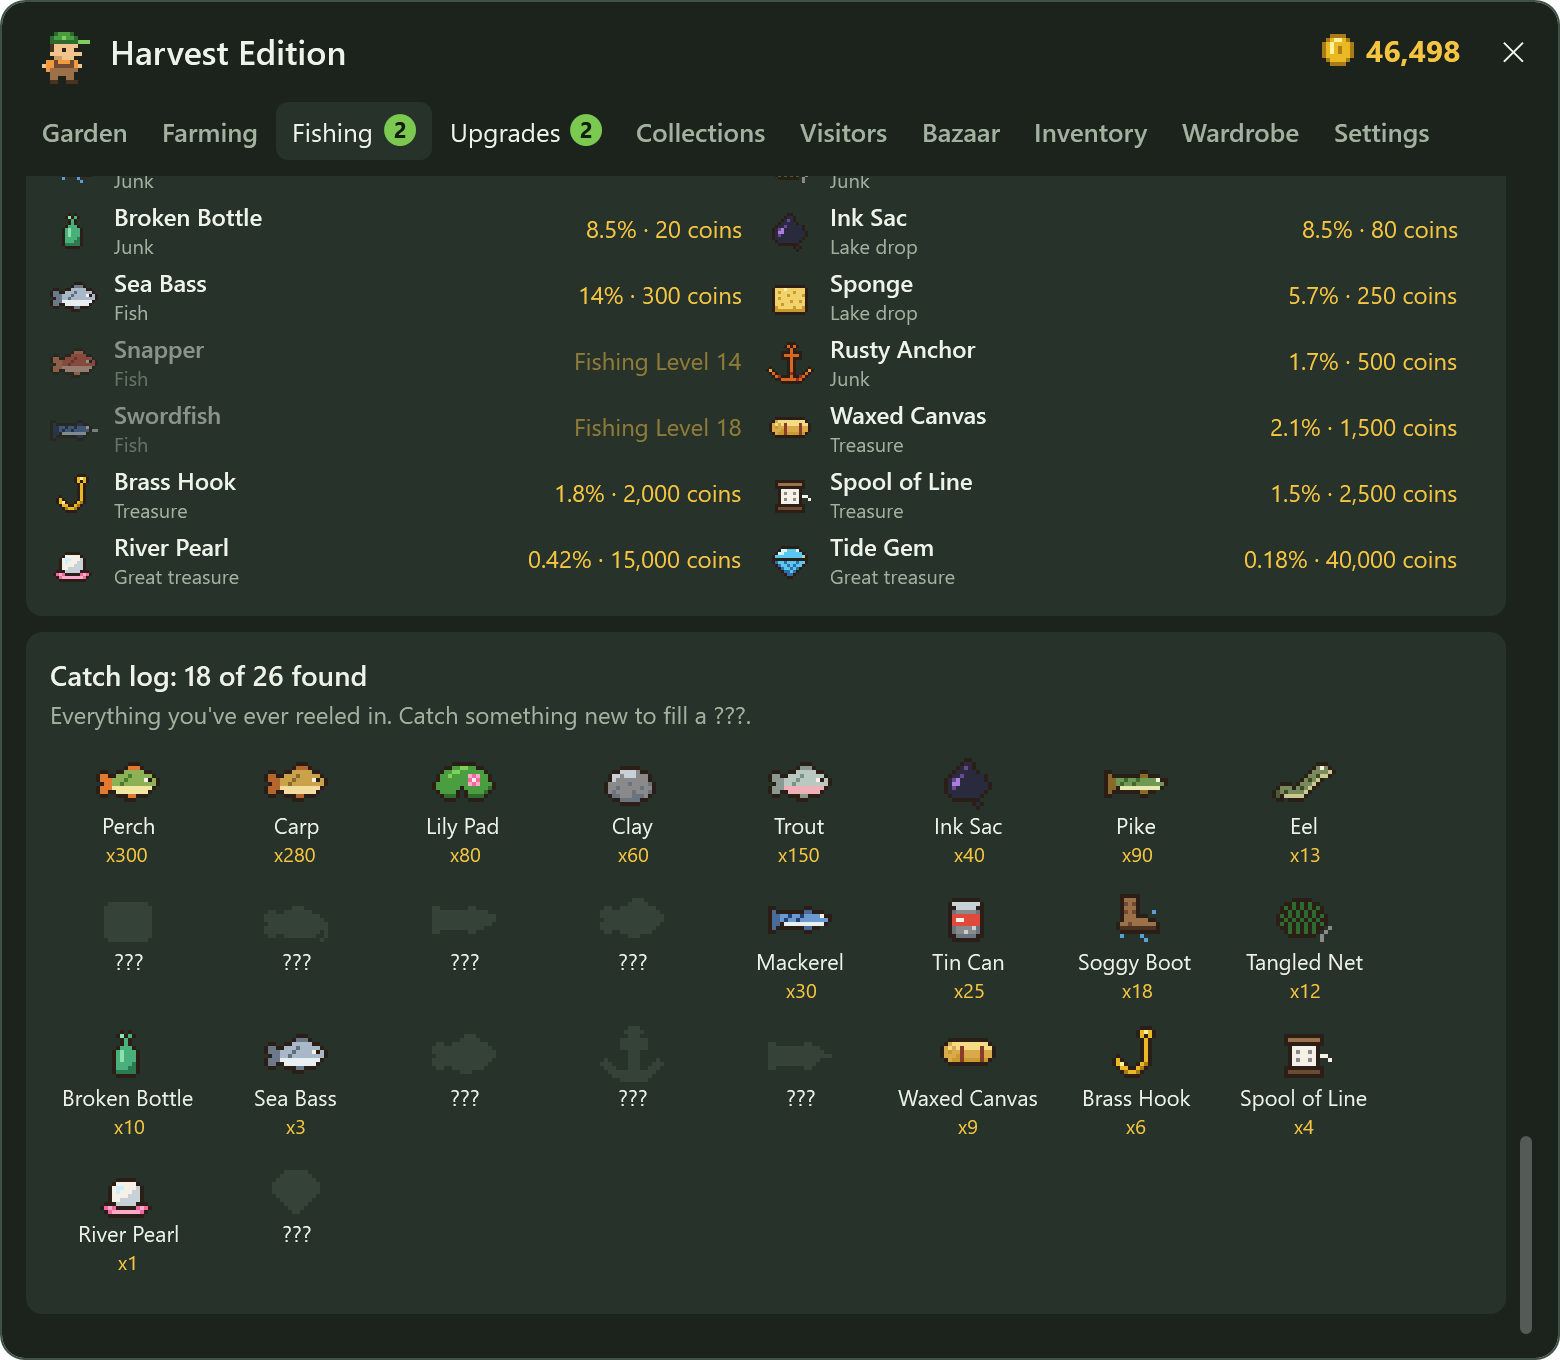 Harvest Edition
46,498
Garden Farming Fishing 2 Upgrades 2 Collections Visitors Bazaar Inventory Wardrobe Settings
Junk
Junk
Broken Bottle
Junk
8.5% · 20 coins
Ink Sac
Lake drop
8.5% · 80 coins
Sea Bass
Fish
14% · 300 coins
Sponge
Lake drop
5.7% · 250 coins
Snapper
Fish
Fishing Level 14
Rusty Anchor
Junk
1.7% · 500 coins
Swordfish
Fish
Fishing Level 18
Waxed Canvas
Treasure
2.1% · 1,500 coins
Brass Hook
Treasure
1.8% · 2,000 coins
Spool of Line
Treasure
1.5% · 2,500 coins
River Pearl
Great treasure
0.42% · 15,000 coins
Tide Gem
Great treasure
0.18% · 40,000 coins
Catch log: 18 of 26 found
Everything you've ever reeled in. Catch something new to fill a ???.
Perch Carp Lily Pad Clay Trout Ink Sac Pike Eel
x300 x280 x80 x60 x150 x40 x90 x13
??? ??? ??? ??? Mackerel Tin Can Soggy Boot Tangled Net
x30 x25 x18 x12
Broken Bottle Sea Bass ??? ??? ??? Waxed Canvas Brass Hook Spool of Line
x10 x3 x9 x6 x4
River Pearl ???
x1